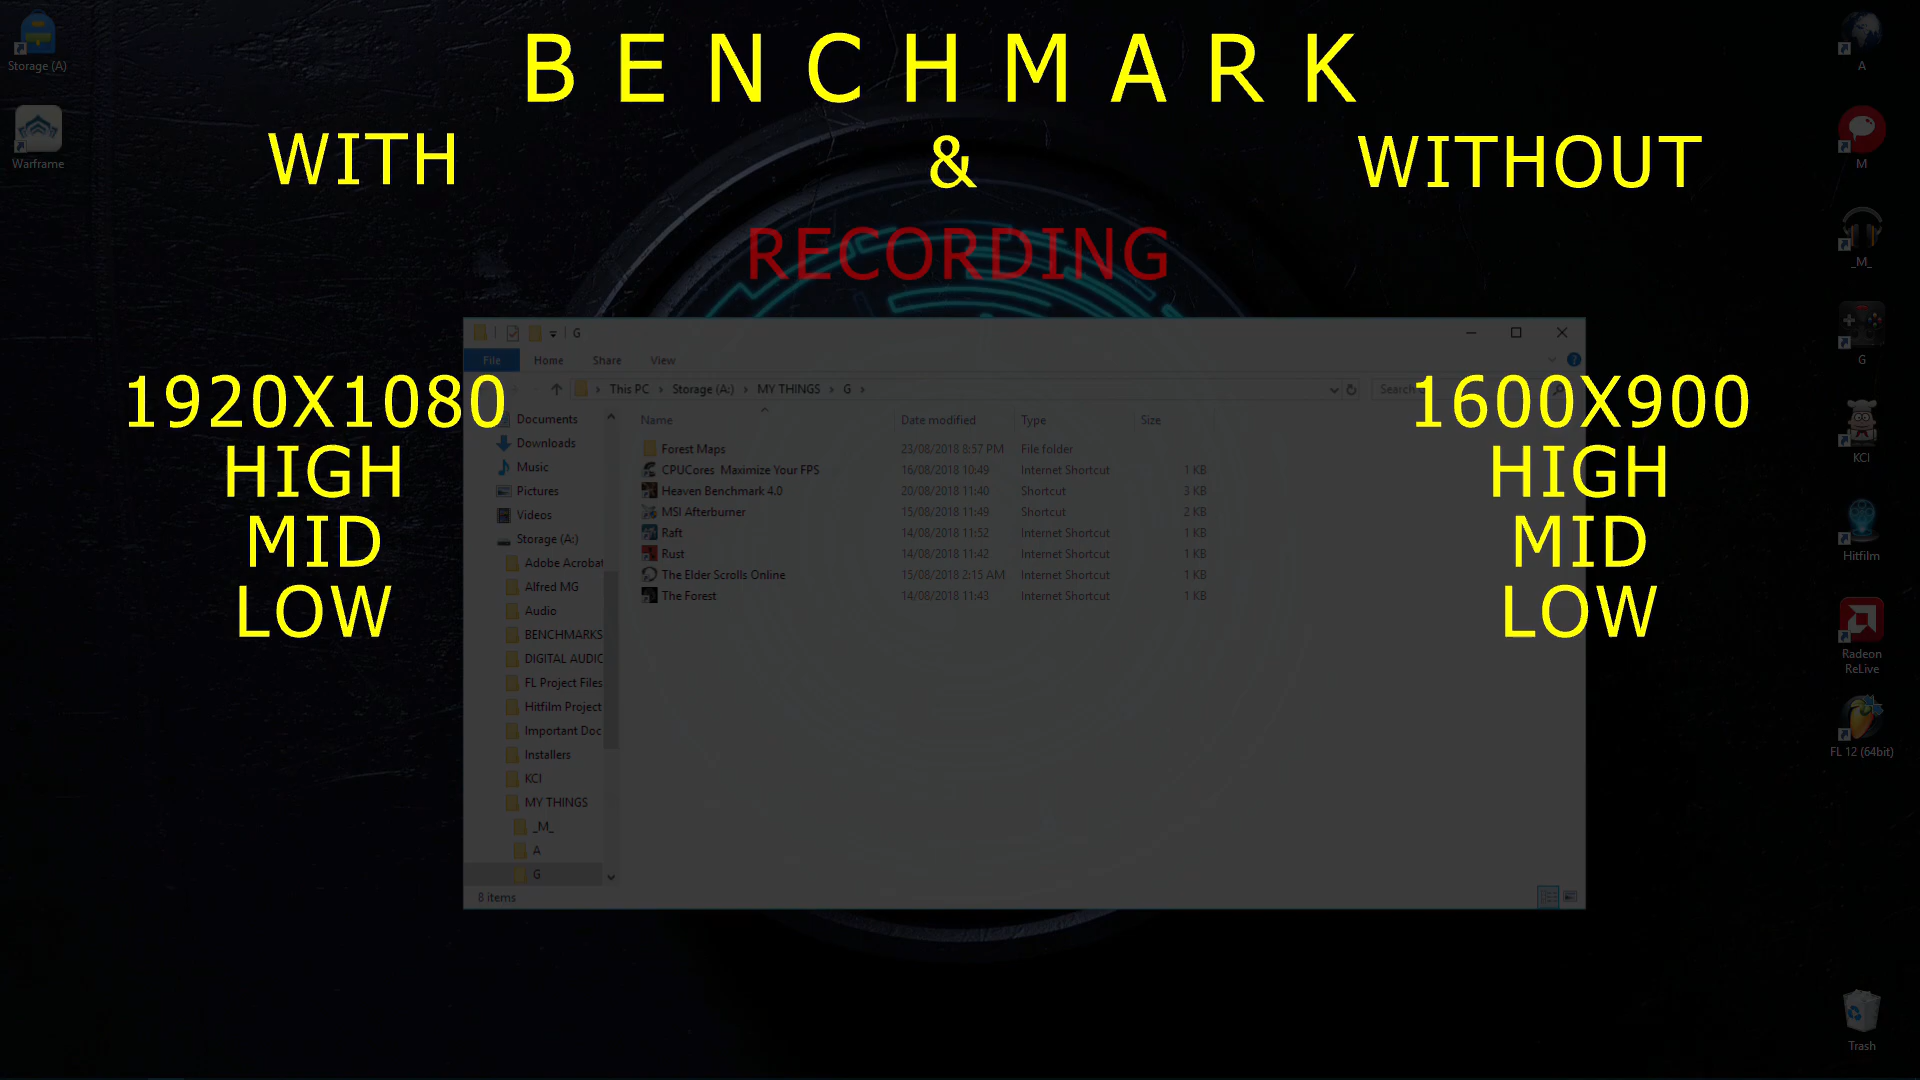 BENCHMARK
WITH & WITHOUT
RECORDING
1920X1080
HIGH
MID
LOW
1600X900
HIGH
MID
LOW
Storage (A)
Warframe
G
File Home Share View
This PC > Storage (A:) > MY THINGS > G >
Search
Documents
Downloads
Music
Pictures
Videos
Storage (A:)
Adobe Acrobat
Alfred MG
Audio
BENCHMARKS
DIGITAL AUDIO
FL Project Files
Hitfilm Project
Important Doc
Installers
KCI
MY THINGS
_M_
A
G
Name Date modified Type Size
Forest Maps 23/08/2018 8:57 PM File folder
CPUCores Maximize Your FPS 16/08/2018 10:49 Internet Shortcut 1 KB
Heaven Benchmark 4.0 20/08/2018 11:40 Shortcut 3 KB
MSI Afterburner 15/08/2018 11:49 Shortcut 2 KB
Raft 14/08/2018 11:52 Internet Shortcut 1 KB
Rust 14/08/2018 11:42 Internet Shortcut 1 KB
The Elder Scrolls Online 15/08/2018 2:15 AM Internet Shortcut 1 KB
The Forest 14/08/2018 11:43 Internet Shortcut 1 KB
8 items
A
M
_M_
G
KCI
Hitfilm
Radeon
ReLive
FL 12 (64bit)
Trash